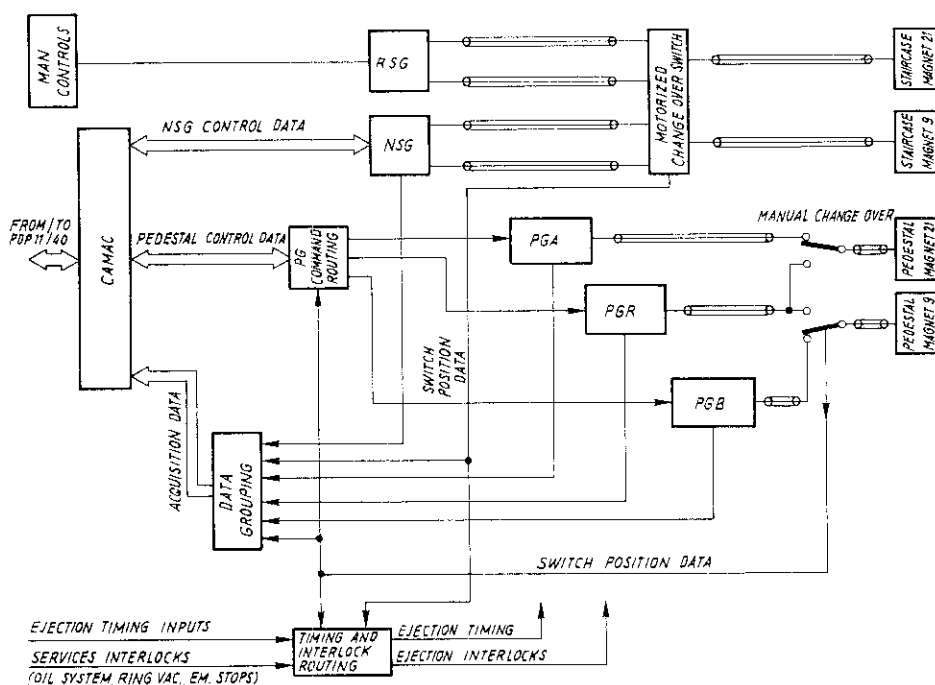 MAN
CONTROLS
RSG
MOTORIZED
CHANGE OVER SWITCH
STAIRCASE
MAGNET 21
NSG CONTROL DATA
NSG
STAIRCASE
MAGNET 9
FROM/TO
PDP 11/40
CAMAC
PEDESTAL CONTROL DATA
PG
COMMAND
ROUTING
PGA
MANUAL CHANGE OVER
PEDESTAL
MAGNET 21
PGR
PEDESTAL
MAGNET 9
SWITCH
POSITION
DATA
PGB
ACQUISITION DATA
DATA
GROUPING
SWITCH POSITION DATA
EJECTION TIMING INPUTS
SERVICES INTERLOCKS
(OIL SYSTEM, RING VAC, EM. STOPS)
TIMING AND
INTERLOCK
ROUTING
EJECTION TIMING
EJECTION INTERLOCKS